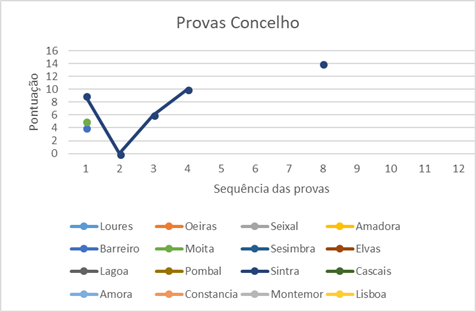 Provas Concelho
Pontuação
16
14
12
10
8
6
4
2
0
1 2 3 4 5 6 7 8 9 10 11 12
Sequência das provas
Loures Oeiras Seixal Amadora
Barreiro Moita Sesimbra Elvas
Lagoa Pombal Sintra Cascais
Amora Constancia Montemor Lisboa